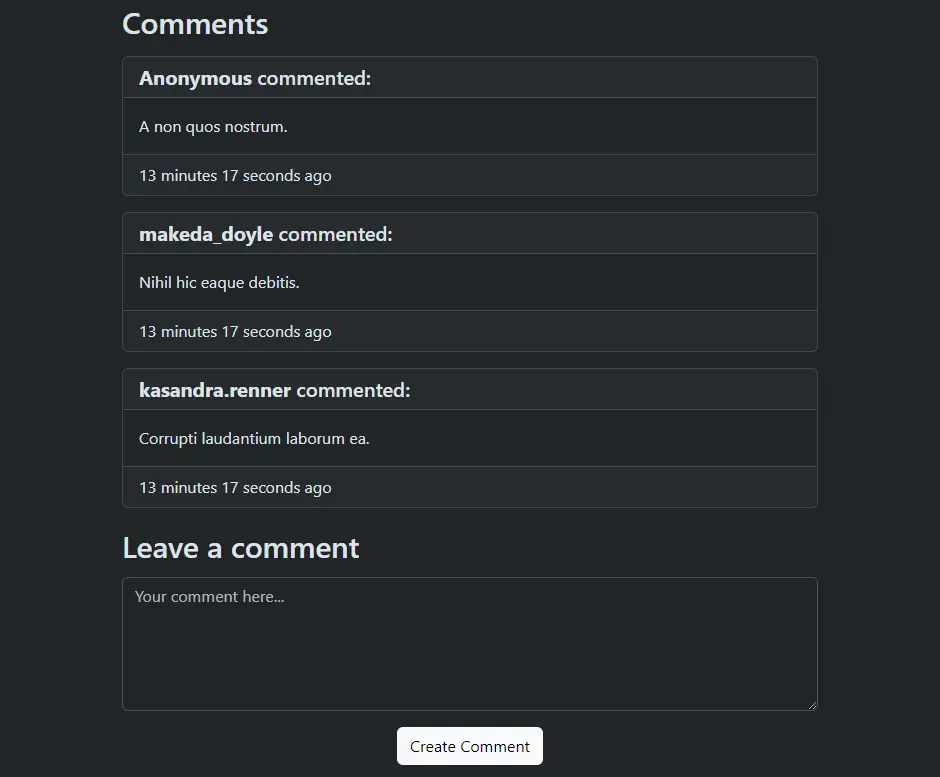 Comments
Anonymous commented:
A non quos nostrum.
13 minutes 17 seconds ago
makeda_doyle commented:
Nihil hic eaque debitis.
13 minutes 17 seconds ago
kasandra.renner commented:
Corrupti laudantium laborum ea.
13 minutes 17 seconds ago
Leave a comment
Your comment here...
Create Comment